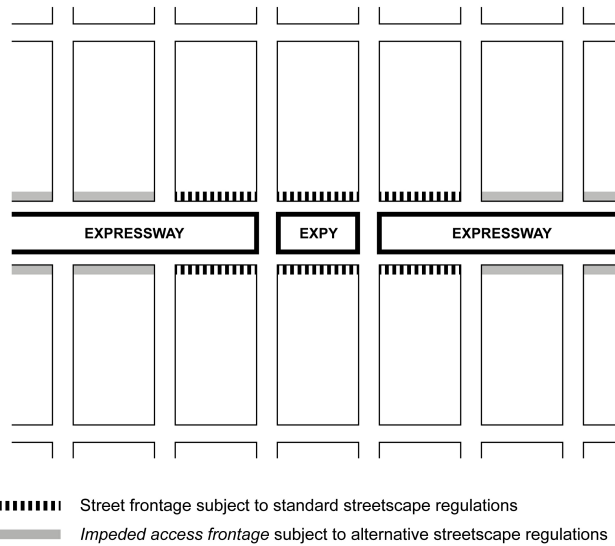 EXPRESSWAY EXPY EXPRESSWAY
Street frontage subject to standard streetscape regulations
Impeded access frontage subject to alternative streetscape regulations